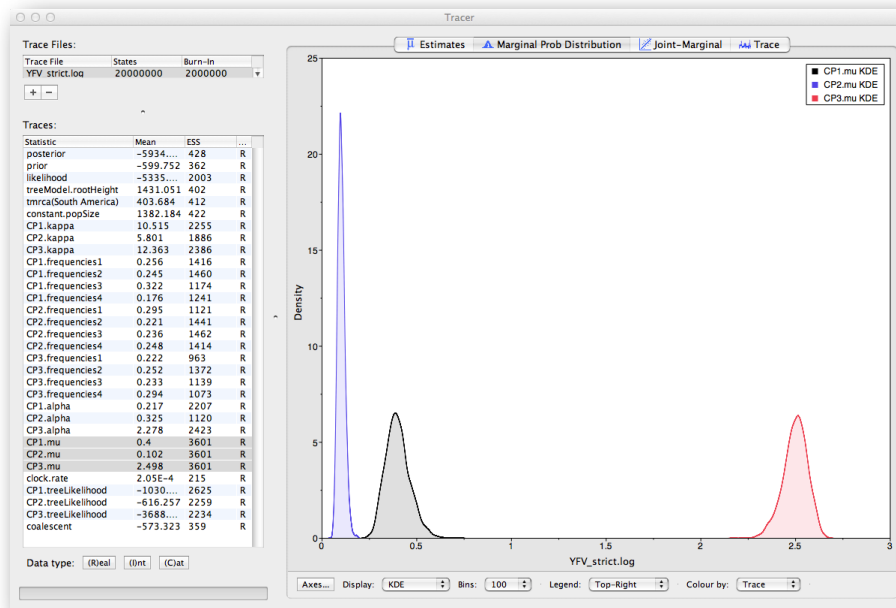 Tracer
Trace Files:
Trace File States Burn-In
YFV_strict.log 20000000 2000000
+ −
Traces:
Statistic Mean ESS ...
posterior -5934.... 428 R
prior -599.752 362 R
likelihood -5335.... 2003 R
treeModel.rootHeight 1431.051 402 R
tmrca(South America) 403.684 412 R
constant.popSize 1382.184 422 R
CP1.kappa 10.515 2255 R
CP2.kappa 5.801 1886 R
CP3.kappa 12.363 2386 R
CP1.frequencies1 0.256 1416 R
CP1.frequencies2 0.245 1460 R
CP1.frequencies3 0.322 1174 R
CP1.frequencies4 0.176 1241 R
CP2.frequencies1 0.295 1121 R
CP2.frequencies2 0.221 1441 R
CP2.frequencies3 0.236 1462 R
CP2.frequencies4 0.248 1414 R
CP3.frequencies1 0.222 963 R
CP3.frequencies2 0.252 1372 R
CP3.frequencies3 0.233 1139 R
CP3.frequencies4 0.294 1073 R
CP1.alpha 0.217 2207 R
CP2.alpha 0.325 1120 R
CP3.alpha 2.278 2423 R
CP1.mu 0.4 3601 R
CP2.mu 0.102 3601 R
CP3.mu 2.498 3601 R
clock.rate 2.05E-4 215 R
CP1.treeLikelihood -1030.... 2625 R
CP2.treeLikelihood -616.257 2259 R
CP3.treeLikelihood -3688.... 2234 R
coalescent -573.323 359 R
Data type: (R)eal (I)nt (C)at
Estimates Marginal Prob Distribution Joint-Marginal Trace
CP1.mu KDE
CP2.mu KDE
CP3.mu KDE
25
20
15
10
5
0
Density
0 0.5 1 1.5 2 2.5 3
YFV_strict.log
Axes... Display: KDE Bins: 100 Legend: Top-Right Colour by: Trace